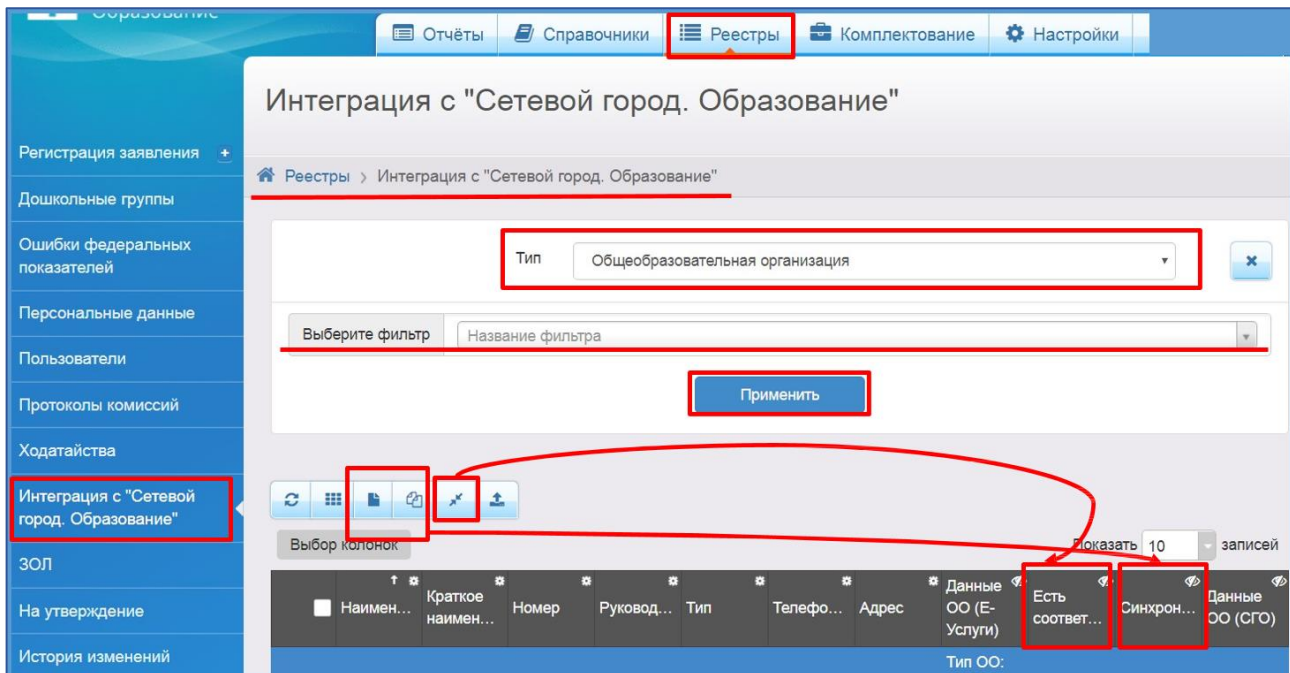 Образование
Отчёты
Справочники
Реестры
Комплектование
Настройки
Интеграция с "Сетевой город. Образование"
Реестры > Интеграция с "Сетевой город. Образование"
Регистрация заявления +
Дошкольные группы
Ошибки федеральных
показателей
Персональные данные
Пользователи
Протоколы комиссий
Ходатайства
Интеграция с "Сетевой
город. Образование"
ЗОЛ
На утверждение
История изменений
Тип
Общеобразовательная организация
Выберите фильтр
Название фильтра
Применить
Выбор колонок
Показать 10 записей
Наимен...
Краткое
наимен...
Номер
Руковод...
Тип
Телефо...
Адрес
Данные
ОО (Е-
Услуги)
Есть
соответ...
Синхрон...
Данные
ОО (СГО)
Тип ОО: